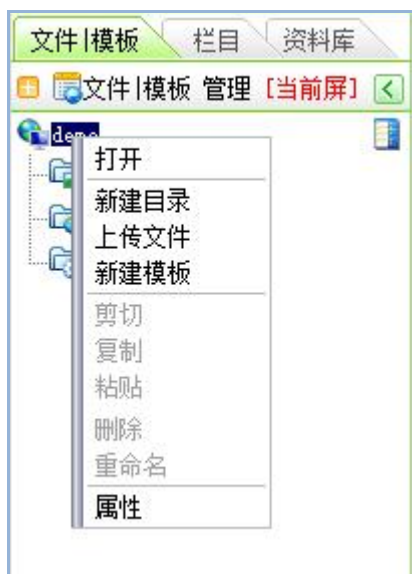 文件|模板 栏目 资料库
文件|模板 管理 [当前屏]
demo
打开
新建目录
上传文件
新建模板
剪切
复制
粘贴
删除
重命名
属性